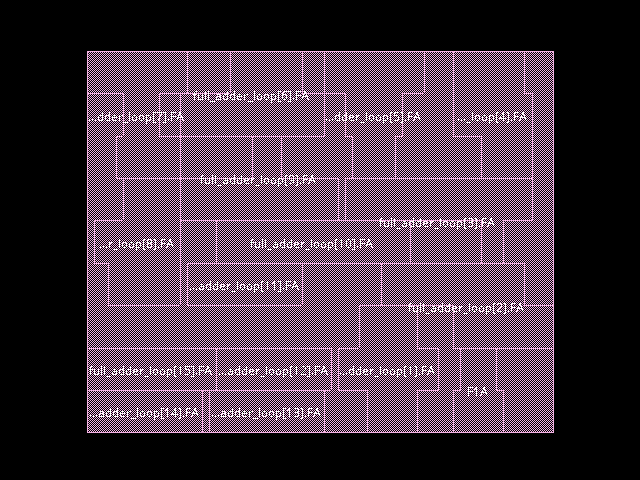 full_adder_loop[6].FA
...dder_loop[7].FA ...dder_loop[5].FA ..._loop[4].FA
full_adder_loop[9].FA
full_adder_loop[3].FA
...r_loop[8].FA full_adder_loop[10].FA
...adder_loop[11].FA
full_adder_loop[2].FA
full_adder_loop[15].FA ...adder_loop[12].FA ...dder_loop[1].FA
...adder_loop[14].FA ...adder_loop[13].FA